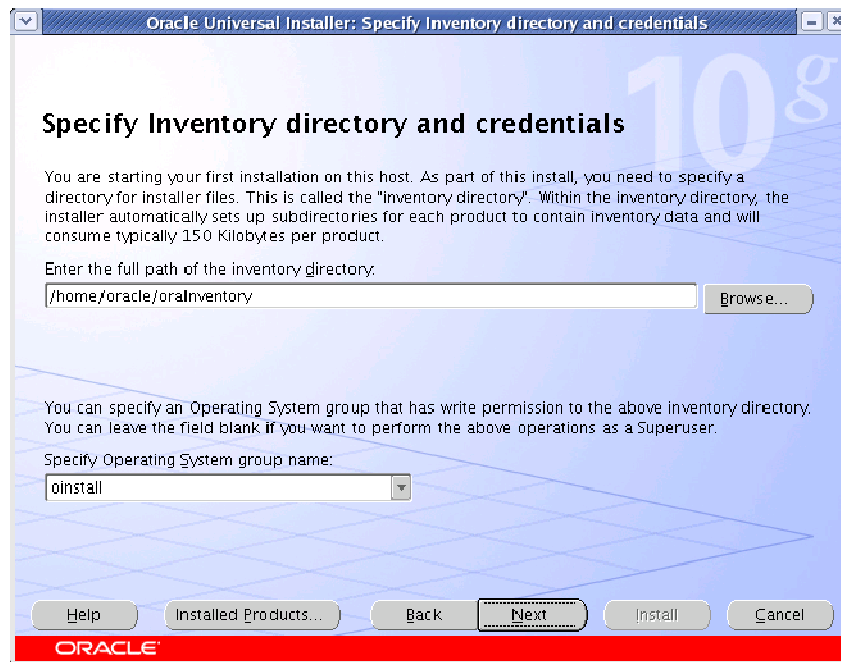 Oracle Universal Installer: Specify Inventory directory and credentials
10g
Specify Inventory directory and credentials
You are starting your first installation on this host. As part of this install, you need to specify a
directory for installer files. This is called the "inventory directory". Within the inventory directory, the
installer automatically sets up subdirectories for each product to contain inventory data and will
consume typically 150 Kilobytes per product.
Enter the full path of the inventory directory:
/home/oracle/oraInventory
Browse...
You can specify an Operating System group that has write permission to the above inventory directory.
You can leave the field blank if you want to perform the above operations as a Superuser.
Specify Operating System group name:
oinstall
Help Installed Products... Back Next Install Cancel
ORACLE